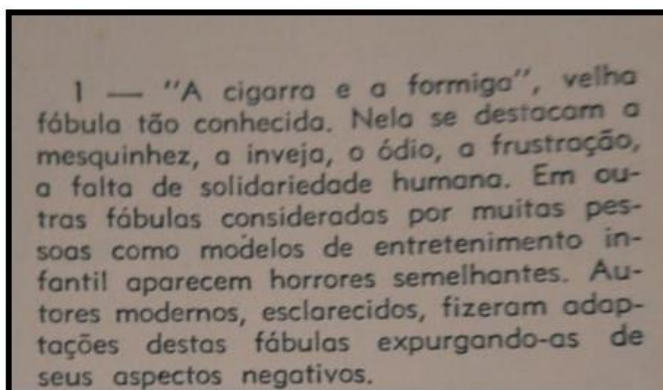 1 — "A cigarra e a formiga", velha
fábula tão conhecida. Nela se destacam a
mesquinhez, a inveja, o ódio, a frustração,
a falta de solidariedade humana. Em ou-
tras fábulas consideradas por muitas pes-
soas como modelos de entretenimento in-
fantil aparecem horrores semelhantes. Au-
tores modernos, esclarecidos, fizeram adap-
tações destas fábulas expurgando-as de
seus aspectos negativos.